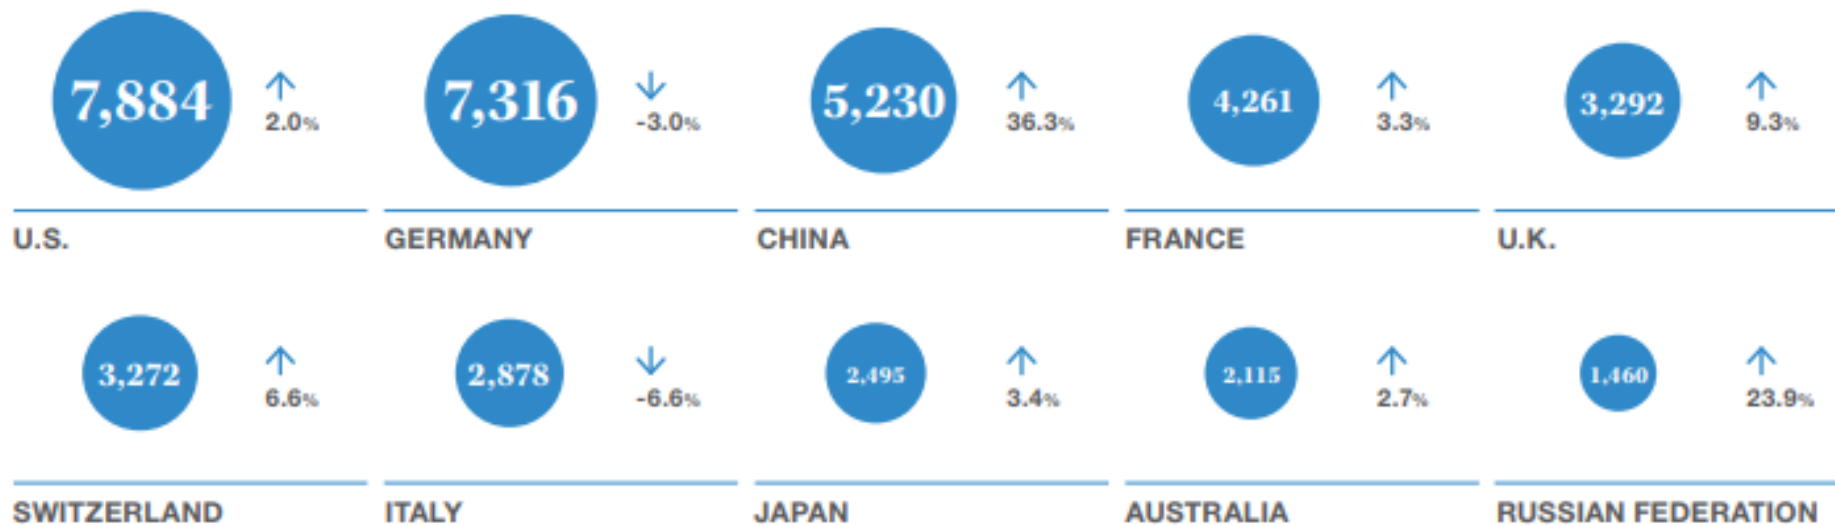 7,884 2.0% 7,316 -3.0% 5,230 36.3% 4,261 3.3% 3,292 9.3%
U.S. GERMANY CHINA FRANCE U.K.
3,272 6.6% 2,878 -6.6% 2,495 3.4% 2,115 2.7% 1,460 23.9%
SWITZERLAND ITALY JAPAN AUSTRALIA RUSSIAN FEDERATION